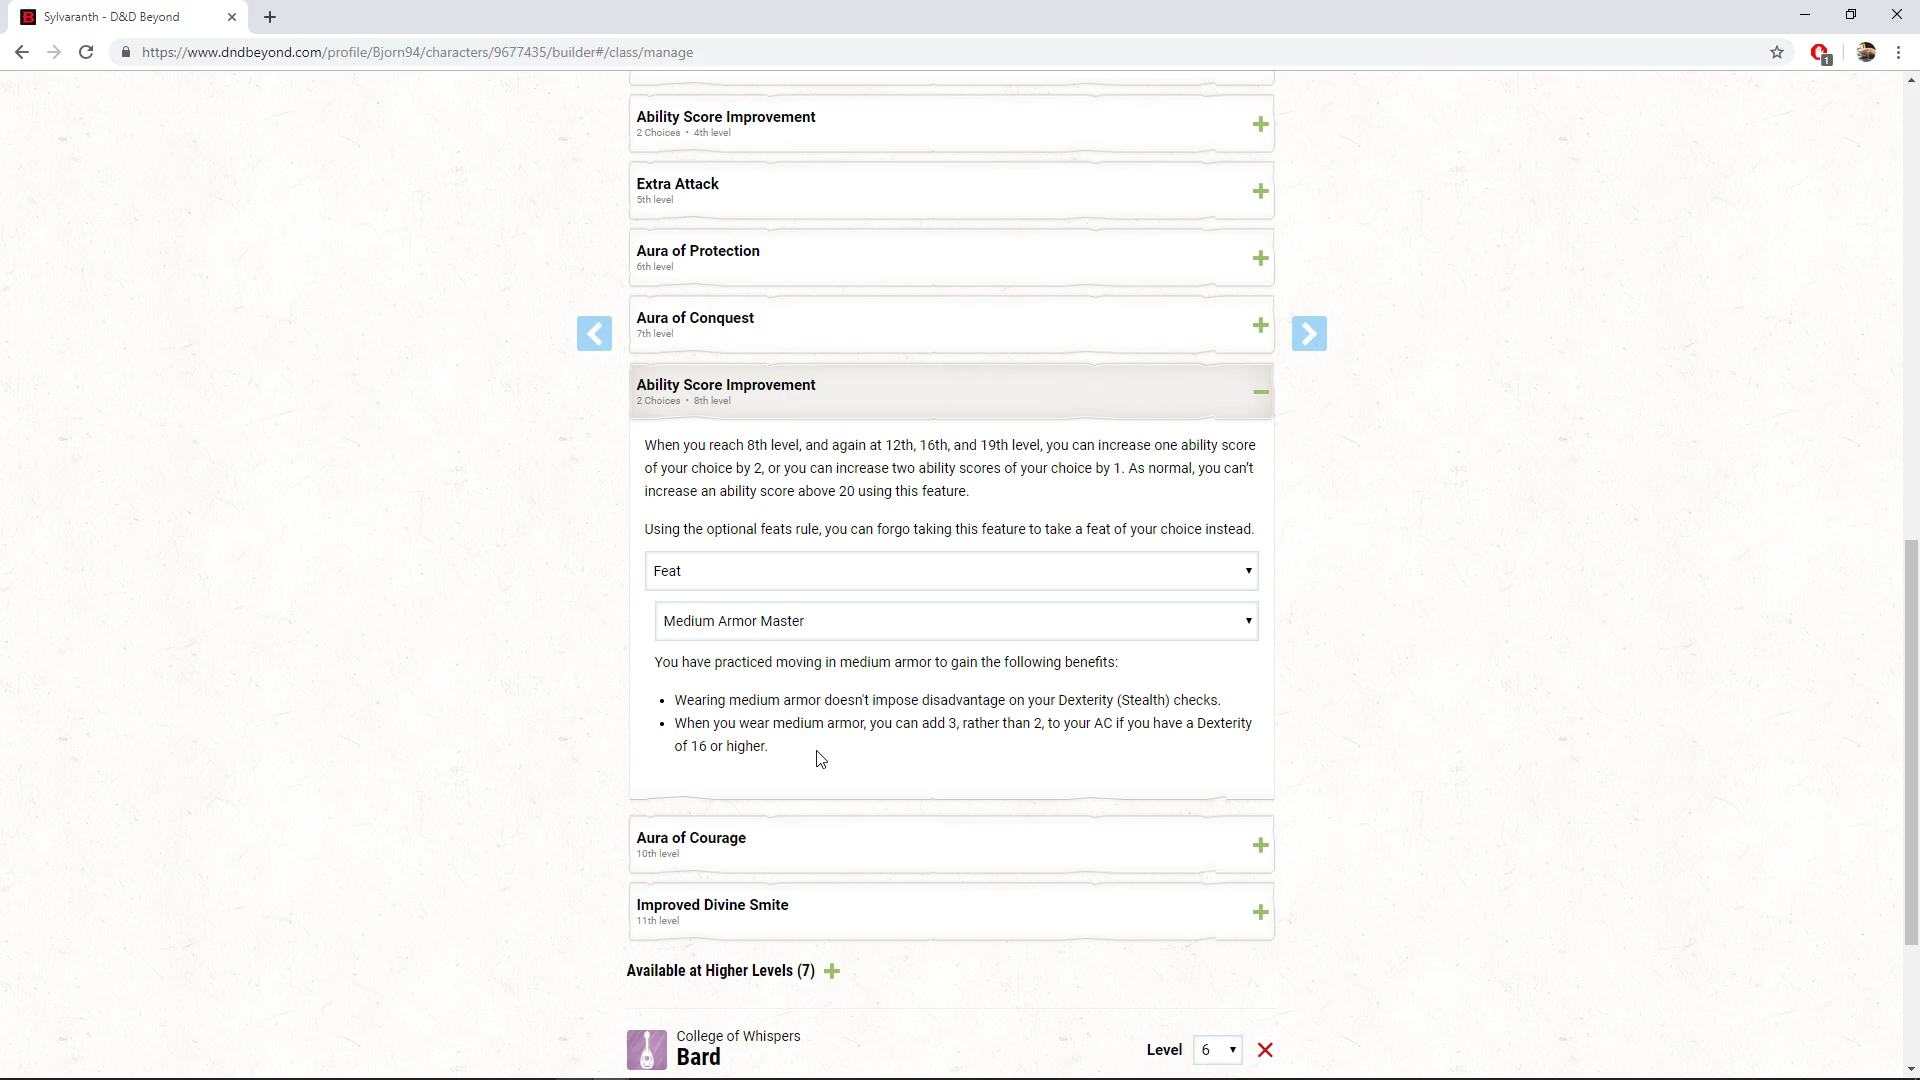 Sylvaranth - D&D Beyond
https://www.dndbeyond.com/profile/Bjorn94/characters/9677435/builder#/class/manage
1
Ability Score Improvement
2 Choices • 4th level
Extra Attack
5th level
Aura of Protection
6th level
Aura of Conquest
7th level
Ability Score Improvement
2 Choices • 8th level
When you reach 8th level, and again at 12th, 16th, and 19th level, you can increase one ability score
of your choice by 2, or you can increase two ability scores of your choice by 1. As normal, you can't
increase an ability score above 20 using this feature.
Using the optional feats rule, you can forgo taking this feature to take a feat of your choice instead.
Feat
Medium Armor Master
You have practiced moving in medium armor to gain the following benefits:
• Wearing medium armor doesn't impose disadvantage on your Dexterity (Stealth) checks.
• When you wear medium armor, you can add 3, rather than 2, to your AC if you have a Dexterity
of 16 or higher.
Aura of Courage
10th level
Improved Divine Smite
11th level
Available at Higher Levels (7)
College of Whispers
Bard
Level 6